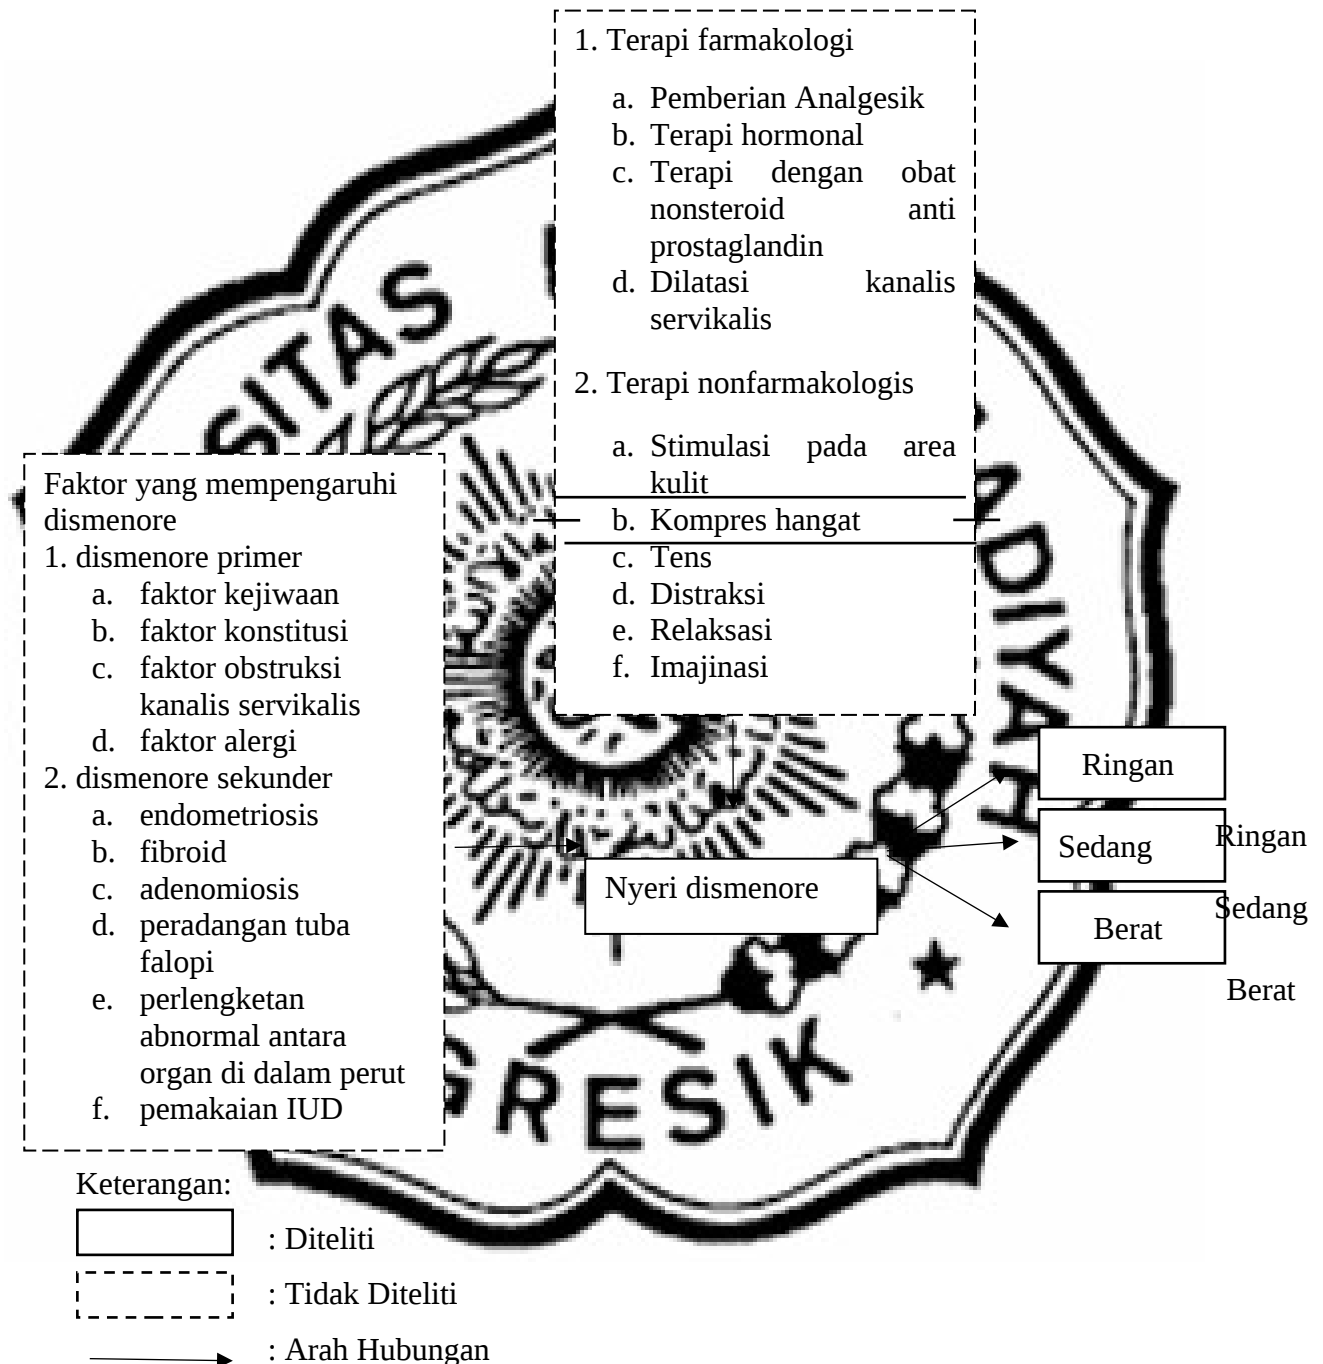 1. Terapi farmakologi
a. Pemberian Analgesik
b. Terapi hormonal
c. Terapi dengan obat
nonsteroid anti
prostaglandin
d. Dilatasi kanalis
servikalis
2. Terapi nonfarmakologis
a. Stimulasi pada area
kulit
b. Kompres hangat
c. Tens
d. Distraksi
e. Relaksasi
f. Imajinasi
Faktor yang mempengaruhi
dismenore
1. dismenore primer
a. faktor kejiwaan
b. faktor konstitusi
c. faktor obstruksi
kanalis servikalis
d. faktor alergi
2. dismenore sekunder
a. endometriosis
b. fibroid
c. adenomiosis
d. peradangan tuba
falopi
e. perlengketan
abnormal antara
organ di dalam perut
f. pemakaian IUD
Nyeri dismenore
Ringan
Sedang
Berat
Ringan
Sedang
Berat
SITAS
ADIYAH
GRESIK
Keterangan:
: Diteliti
: Tidak Diteliti
: Arah Hubungan